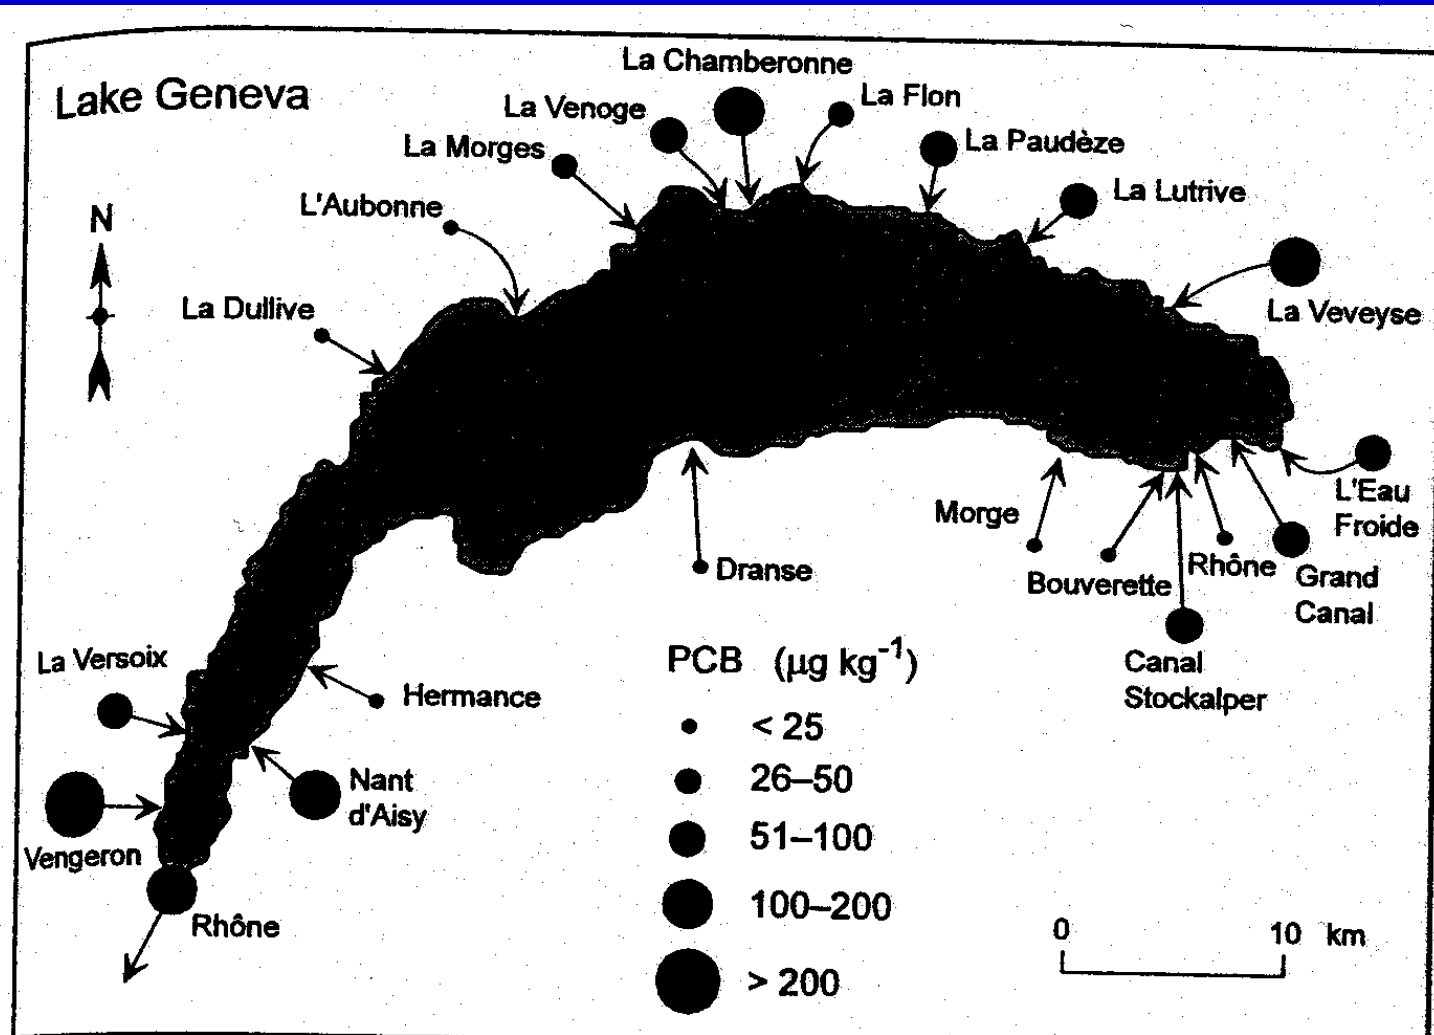 Lake Geneva
N
La Chamberonne
La Flon
La Venoge
La Morges
La Paudèze
La Lutrive
L'Aubonne
La Dullive
La Veveyse
L'Eau
Froide
Morge
Bouverette
Rhône
Grand
Canal
Canal
Stockalper
Dranse
Hermance
La Versoix
Nant
d'Aisy
Vengeron
Rhône
PCB (µg kg⁻¹)
< 25
26–50
51–100
100–200
> 200
0 10 km